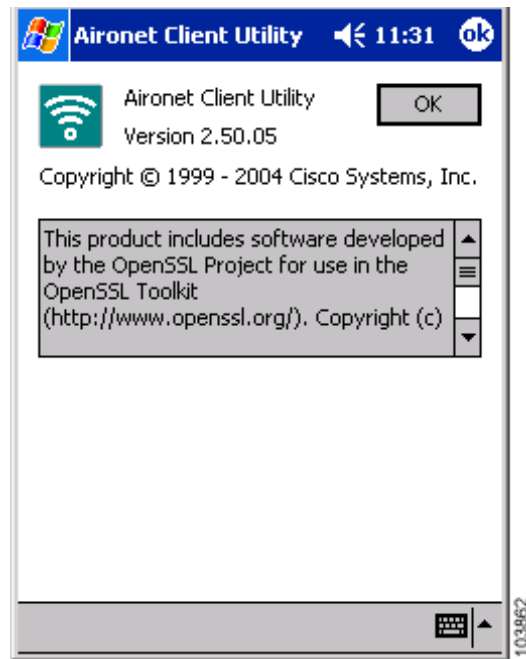 Aironet Client Utility 11:31 ok
Aironet Client Utility
OK
Version 2.50.05
Copyright © 1999 - 2004 Cisco Systems, Inc.
This product includes software developed
by the OpenSSL Project for use in the
OpenSSL Toolkit
(http://www.openssl.org/). Copyright (c)
103862